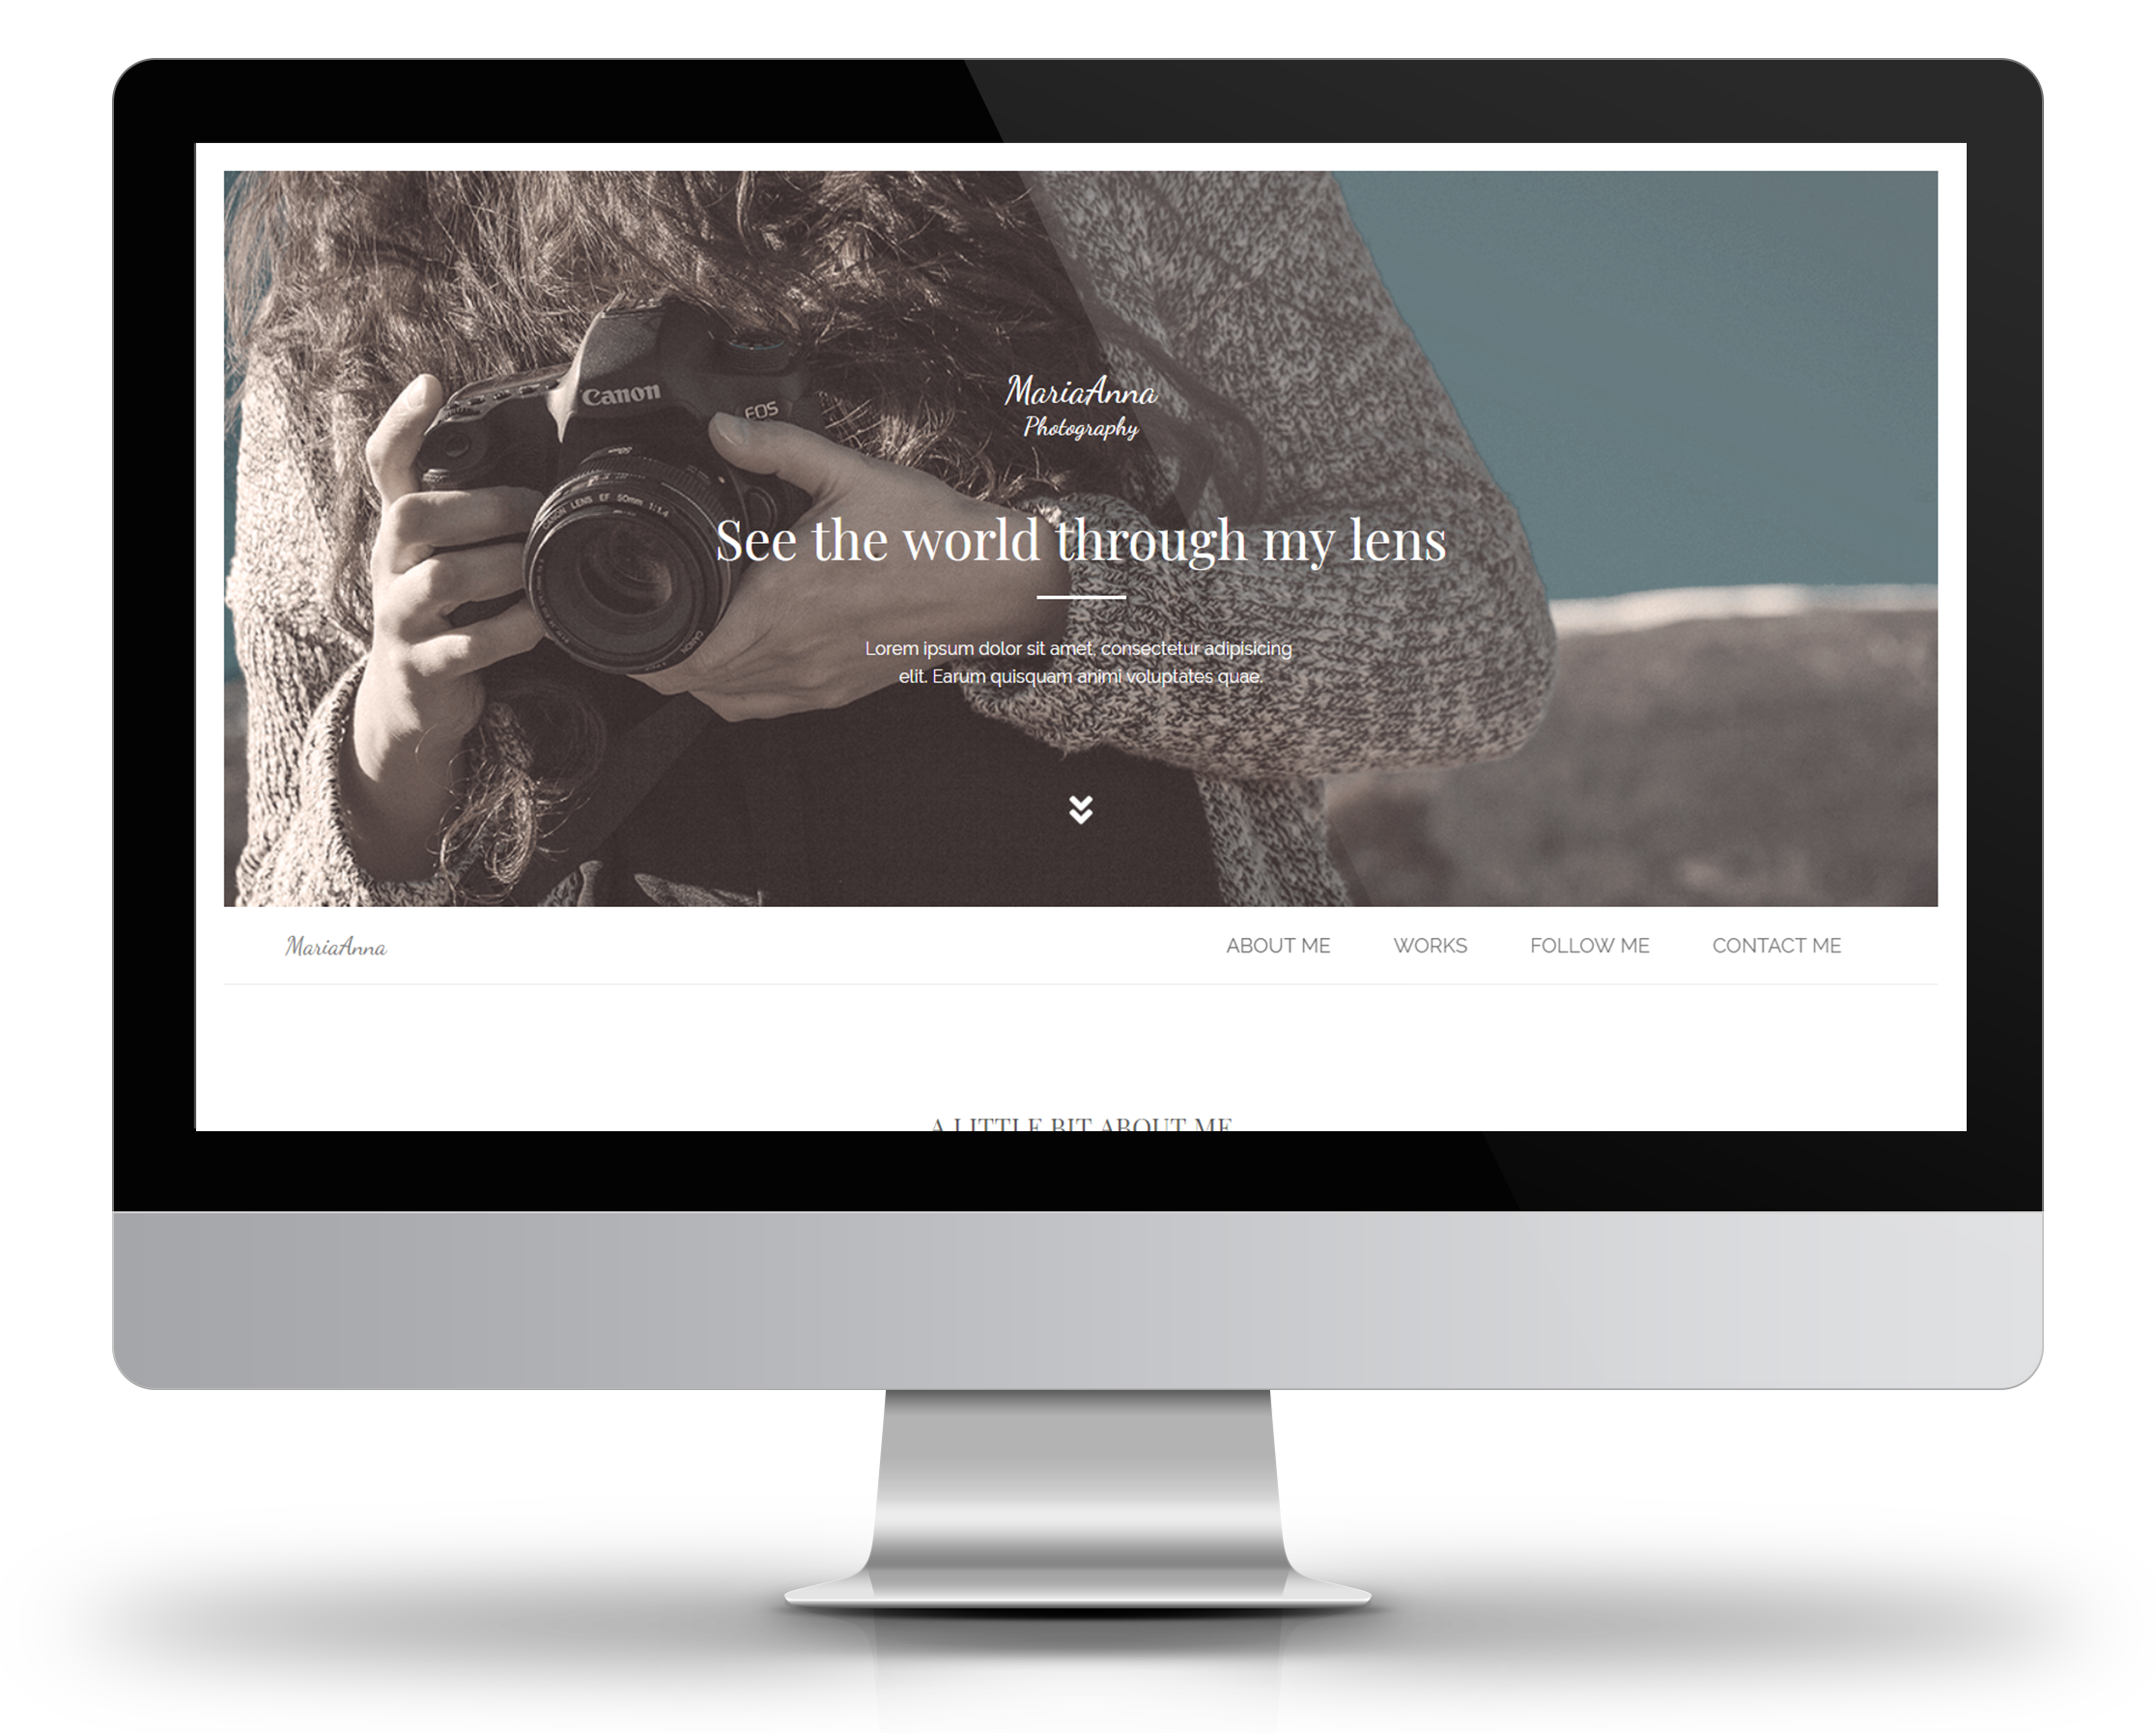 Canon
EOS
CANON LENS EF 50mm 1:1.4
CANON
MariaAnna
Photography
See the world through my lens
Lorem ipsum dolor sit amet, consectetur adipisicing
elit. Earum quisquam animi voluptates quae.
MariaAnna
ABOUT ME WORKS FOLLOW ME CONTACT ME
A LITTLE BIT ABOUT ME